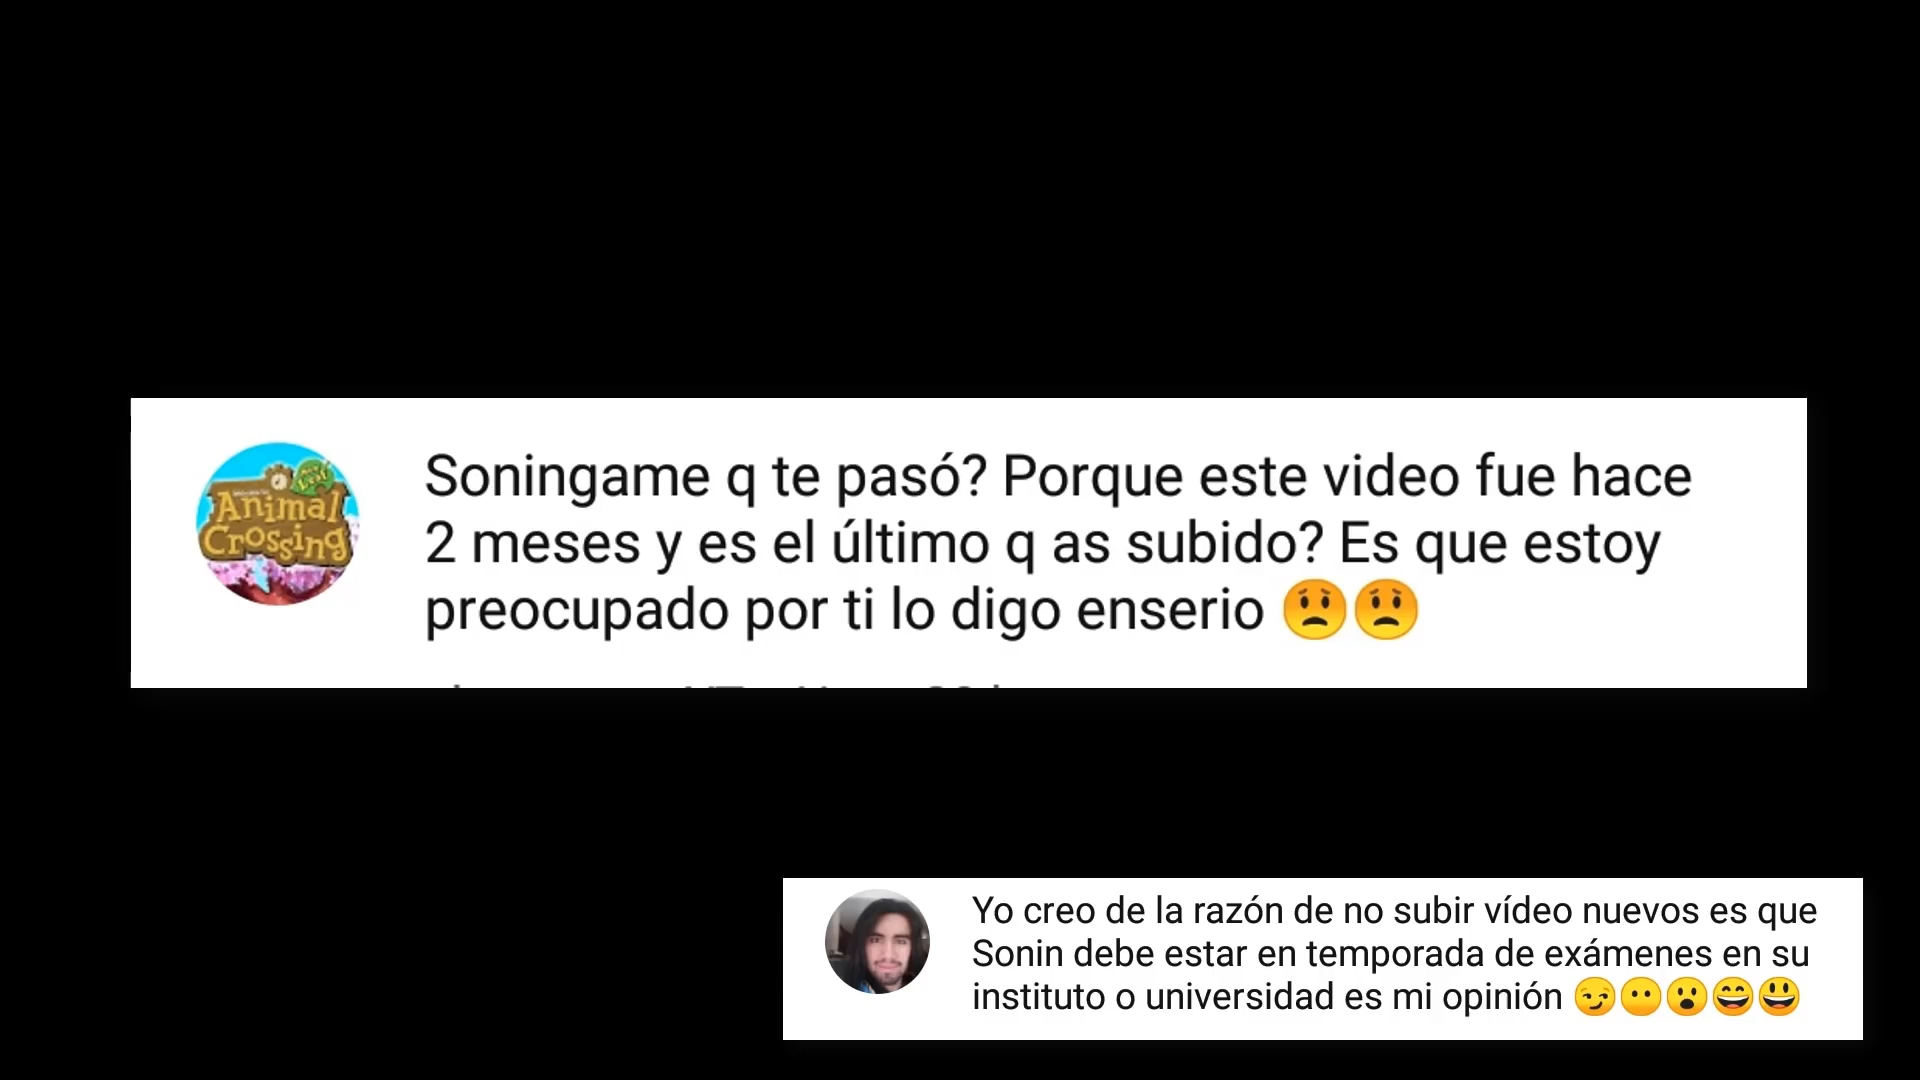 Soningame q te pasó? Porque este video fue hace
2 meses y es el último q as subido? Es que estoy
preocupado por ti lo digo enserio 😟😟
Animal
Crossing
Yo creo de la razón de no subir vídeo nuevos es que
Sonin debe estar en temporada de exámenes en su
instituto o universidad es mi opinión 😏😶😮😄😃